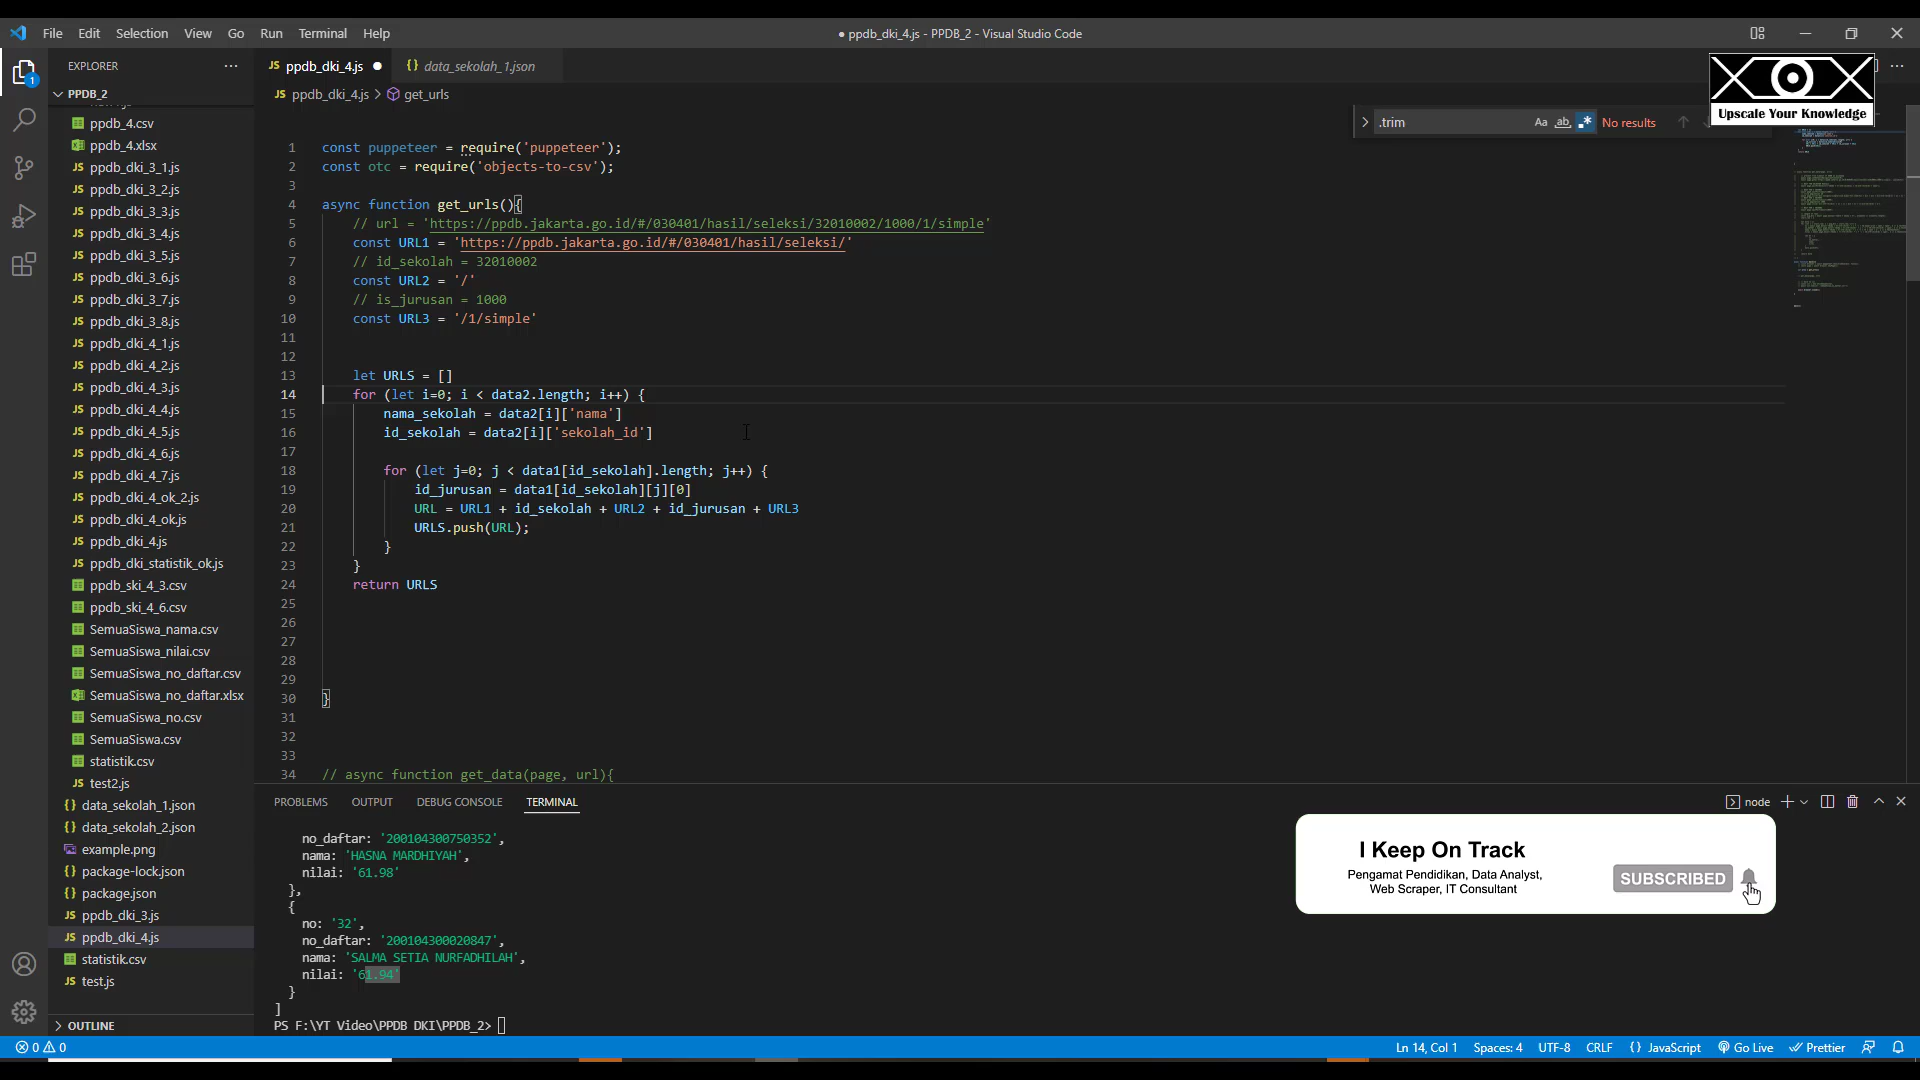 File Edit Selection View Go Run Terminal Help
● ppdb_dki_4.js - PPDB_2 - Visual Studio Code
EXPLORER
PPDB_2
ppdb_4.csv
ppdb_4.xlsx
ppdb_dki_3_1.js
ppdb_dki_3_2.js
ppdb_dki_3_3.js
ppdb_dki_3_4.js
ppdb_dki_3_5.js
ppdb_dki_3_6.js
ppdb_dki_3_7.js
ppdb_dki_3_8.js
ppdb_dki_4_1.js
ppdb_dki_4_2.js
ppdb_dki_4_3.js
ppdb_dki_4_4.js
ppdb_dki_4_5.js
ppdb_dki_4_6.js
ppdb_dki_4_7.js
ppdb_dki_4_ok_2.js
ppdb_dki_4_ok.js
ppdb_dki_4.js
ppdb_dki_statistik_ok.js
ppdb_ski_4_3.csv
ppdb_ski_4_6.csv
SemuaSiswa_nama.csv
SemuaSiswa_nilai.csv
SemuaSiswa_no_daftar.csv
SemuaSiswa_no_daftar.xlsx
SemuaSiswa_no.csv
SemuaSiswa.csv
statistik.csv
test2.js
data_sekolah_1.json
data_sekolah_2.json
example.png
package-lock.json
package.json
ppdb_dki_3.js
ppdb_dki_4.js
statistik.csv
test.js
OUTLINE
JS ppdb_dki_4.js ●
{} data_sekolah_1.json
JS ppdb_dki_4.js > get_urls
.trim Aa ab .* No results
Upscale Your Knowledge
1 const puppeteer = require('puppeteer');
2 const otc = require('objects-to-csv');
3
4 async function get_urls(){
5 // url = 'https://ppdb.jakarta.go.id/#/030401/hasil/seleksi/32010002/1000/1/simple'
6 const URL1 = 'https://ppdb.jakarta.go.id/#/030401/hasil/seleksi/'
7 // id_sekolah = 32010002
8 const URL2 = '/'
9 // is_jurusan = 1000
10 const URL3 = '/1/simple'
11
12
13 let URLS = []
14 for (let i=0; i < data2.length; i++) {
15 nama_sekolah = data2[i]['nama']
16 id_sekolah = data2[i]['sekolah_id']
17
18 for (let j=0; j < data1[id_sekolah].length; j++) {
19 id_jurusan = data1[id_sekolah][j][0]
20 URL = URL1 + id_sekolah + URL2 + id_jurusan + URL3
21 URLS.push(URL);
22 }
23 }
24 return URLS
25
26
27
28
29
30 }
31
32
33
34 // async function get_data(page, url){
PROBLEMS OUTPUT DEBUG CONSOLE TERMINAL
node
no_daftar: '200104300750352',
nama: 'HASNA MARDHIYAH',
nilai: '61.98'
},
{
no: '32',
no_daftar: '200104300020847',
nama: 'SALMA SETIA NURFADHILAH',
nilai: '61.94'
}
]
PS F:\YT Video\PPDB DKI\PPDB_2>
I Keep On Track
Pengamat Pendidikan, Data Analyst,
Web Scraper, IT Consultant
SUBSCRIBED
0 0
Ln 14, Col 1 Spaces: 4 UTF-8 CRLF {} JavaScript Go Live Prettier